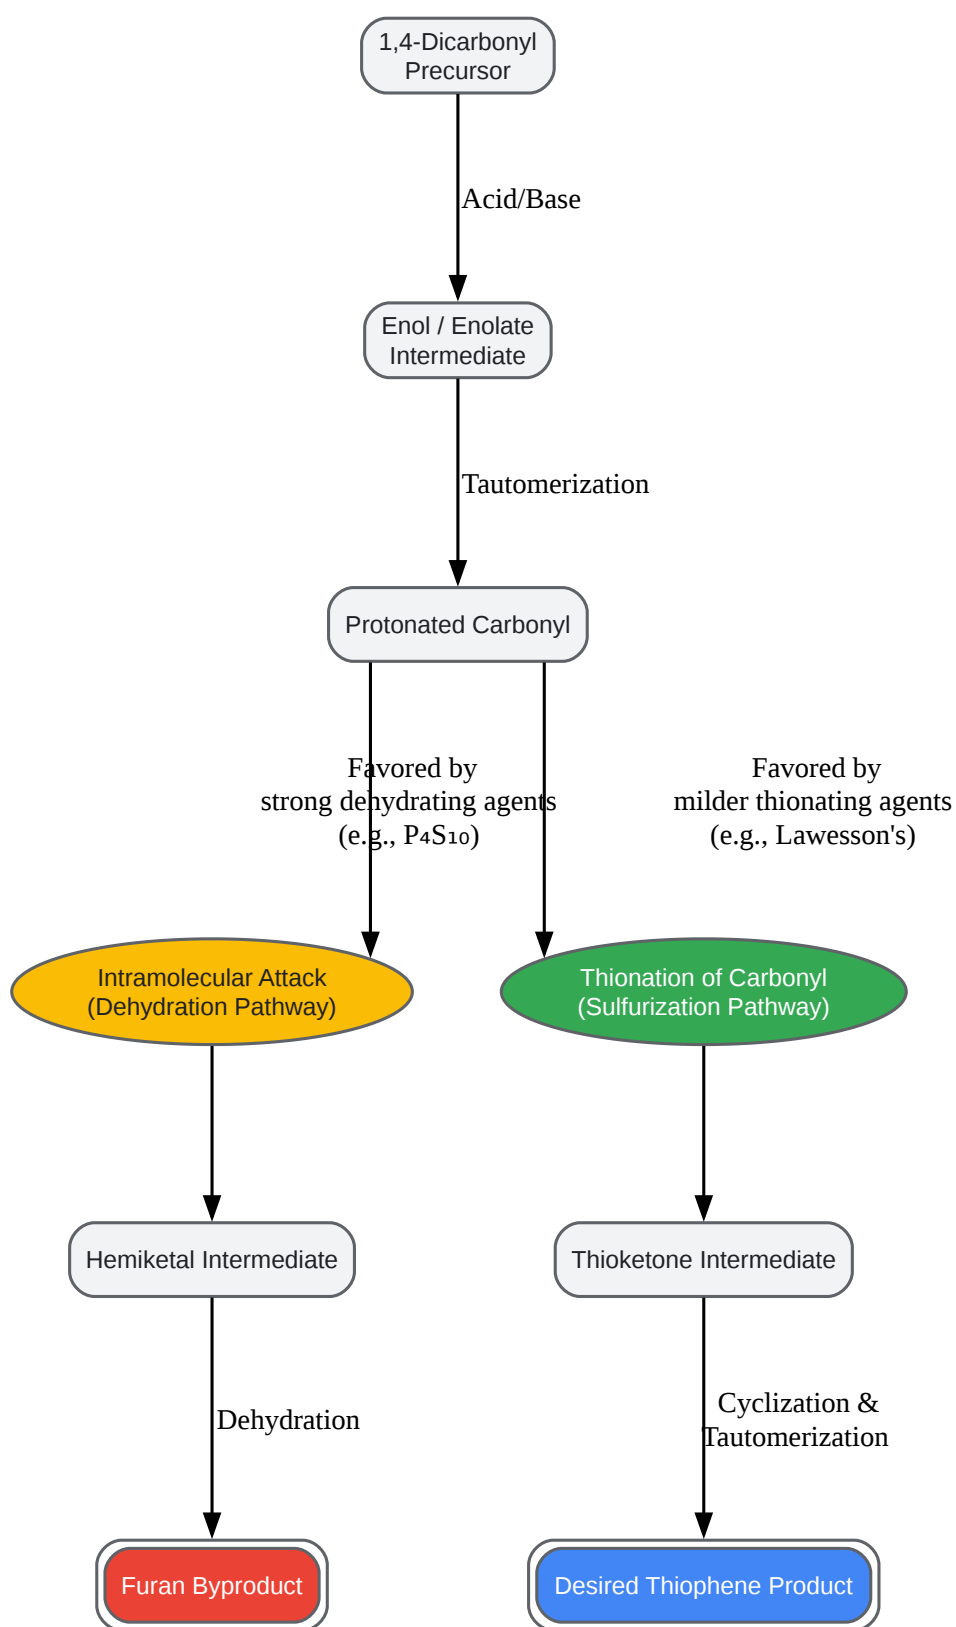 1,4-Dicarbonyl
Precursor
Acid/Base
Enol / Enolate
Intermediate
Tautomerization
Protonated Carbonyl
Favored by
strong dehydrating agents
(e.g., P₄S₁₀)
Favored by
milder thionating agents
(e.g., Lawesson's)
Intramolecular Attack
(Dehydration Pathway)
Thionation of Carbonyl
(Sulfurization Pathway)
Hemiketal Intermediate
Thioketone Intermediate
Dehydration
Cyclization &
Tautomerization
Furan Byproduct
Desired Thiophene Product